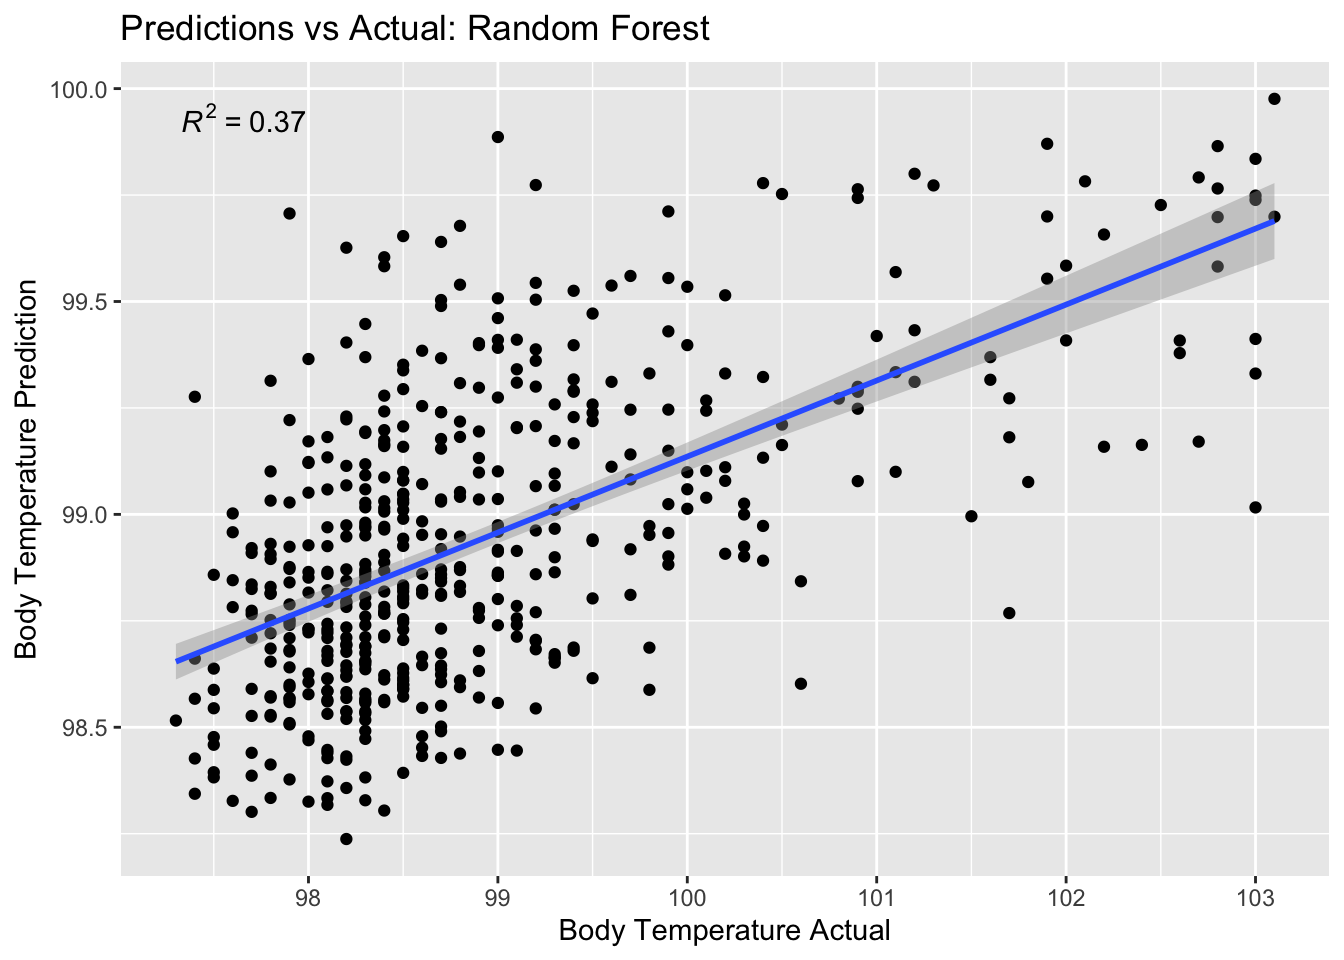 Predictions vs Actual: Random Forest
100.0
R² = 0.37
99.5
99.0
98.5
Body Temperature Prediction
98 99 100 101 102 103
Body Temperature Actual